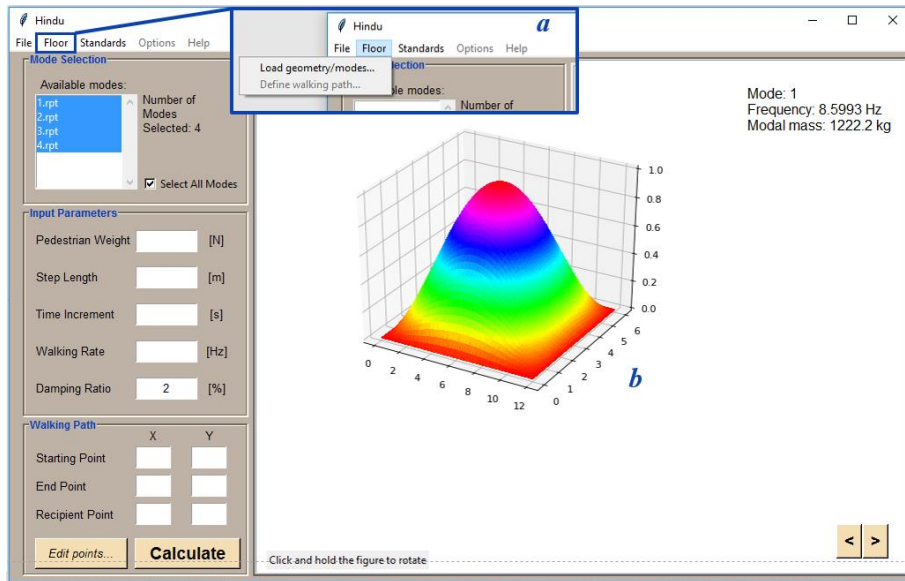 Hindu
File Floor Standards Options Help
Hindu
a
File Floor Standards Options Help
Load geometry/modes...
Define walking path...
Mode Selection
Available modes:
1.rpt
2.rpt
3.rpt
4.rpt
Number of
Modes
Selected: 4
Select All Modes
Input Parameters
Pedestrian Weight [N]
Step Length [m]
Time Increment [s]
Walking Rate [Hz]
Damping Ratio 2 [%]
Walking Path
X Y
Starting Point
End Point
Recipient Point
Edit points... Calculate
Mode: 1
Frequency: 8.5993 Hz
Modal mass: 1222.2 kg
1.0
0.8
0.6
0.4
0.2
0.0
0 2 4 6 8 10 12
0 1 2 3 4 5 6
b
Click and hold the figure to rotate
< >